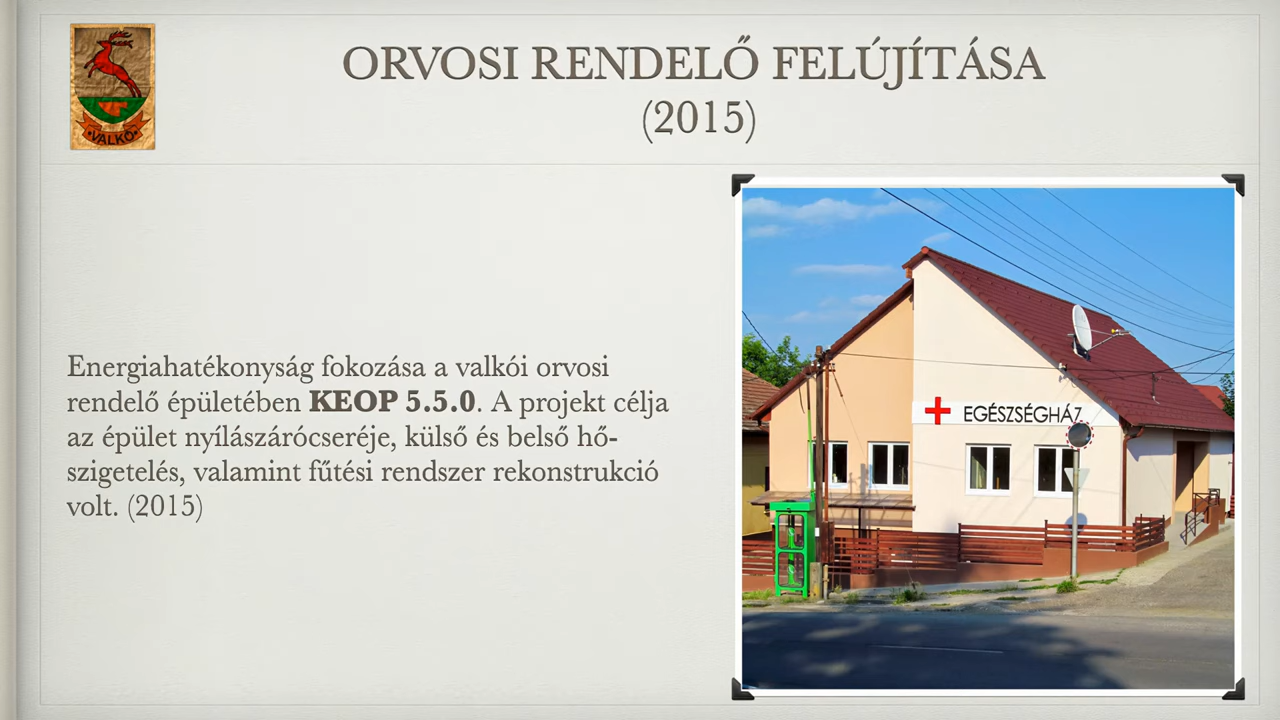 ORVOSI RENDELŐ FELÚJÍTÁSA
(2015)
•VALKÓ•
Energiahatékonyság fokozása a valkói orvosi
rendelő épületében KEOP 5.5.0. A projekt célja
az épület nyílászárócseréje, külső és belső hő-
szigetelés, valamint fűtési rendszer rekonstrukció
volt. (2015)
EGÉSZSÉGHÁZ